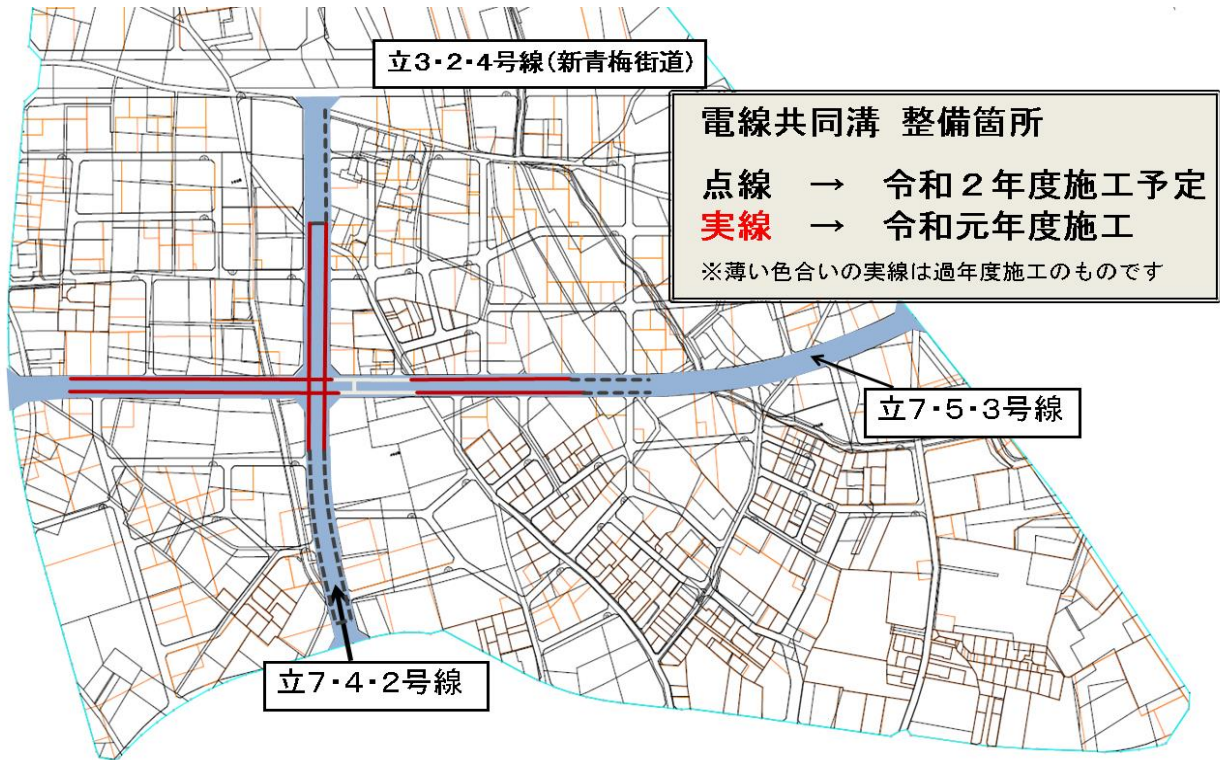 立3・2・4号線(新青梅街道)
電線共同溝 整備箇所
点線 → 令和2年度施工予定
実線 → 令和元年度施工
※薄い色合いの実線は過年度施工のものです
立7・5・3号線
立7・4・2号線